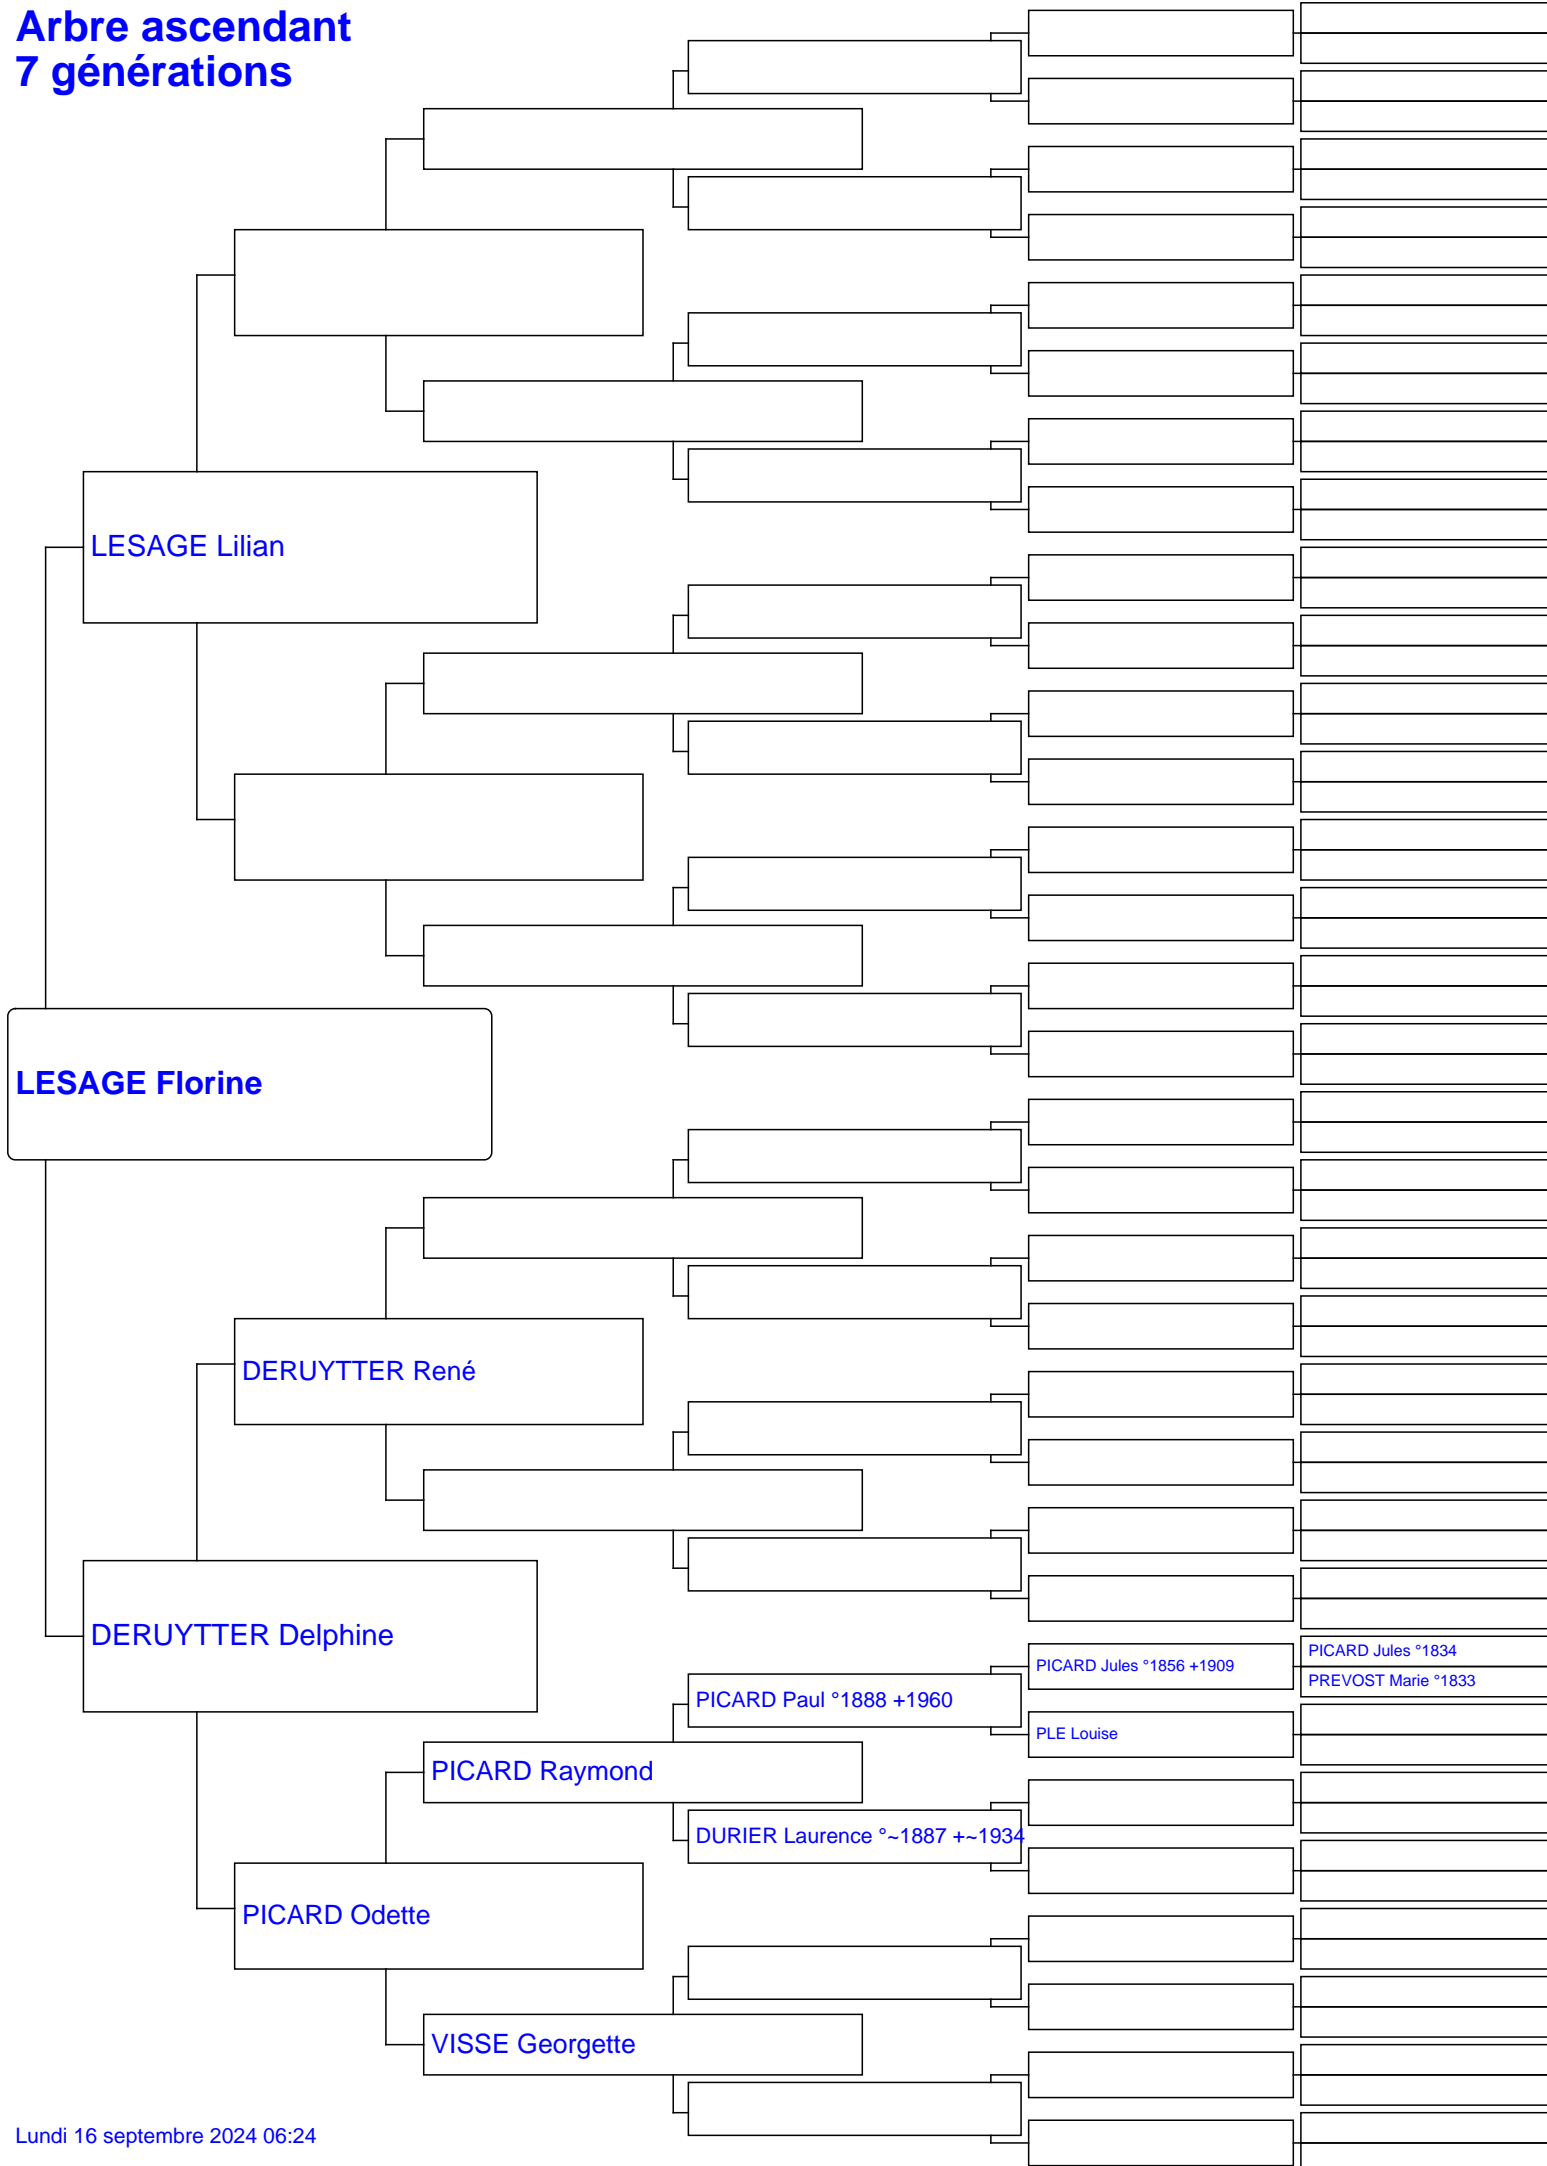 Arbre ascendant
7 générations
LESAGE Lilian
LESAGE Florine
DERUYTTER René
DERUYTTER Delphine
PICARD Jules °1834
PICARD Jules °1856 +1909
PREVOST Marie °1833
PICARD Paul °1888 +1960
PLE Louise
PICARD Raymond
DURIER Laurence °~1887 +~1934
PICARD Odette
VISSE Georgette
Lundi 16 septembre 2024 06:24